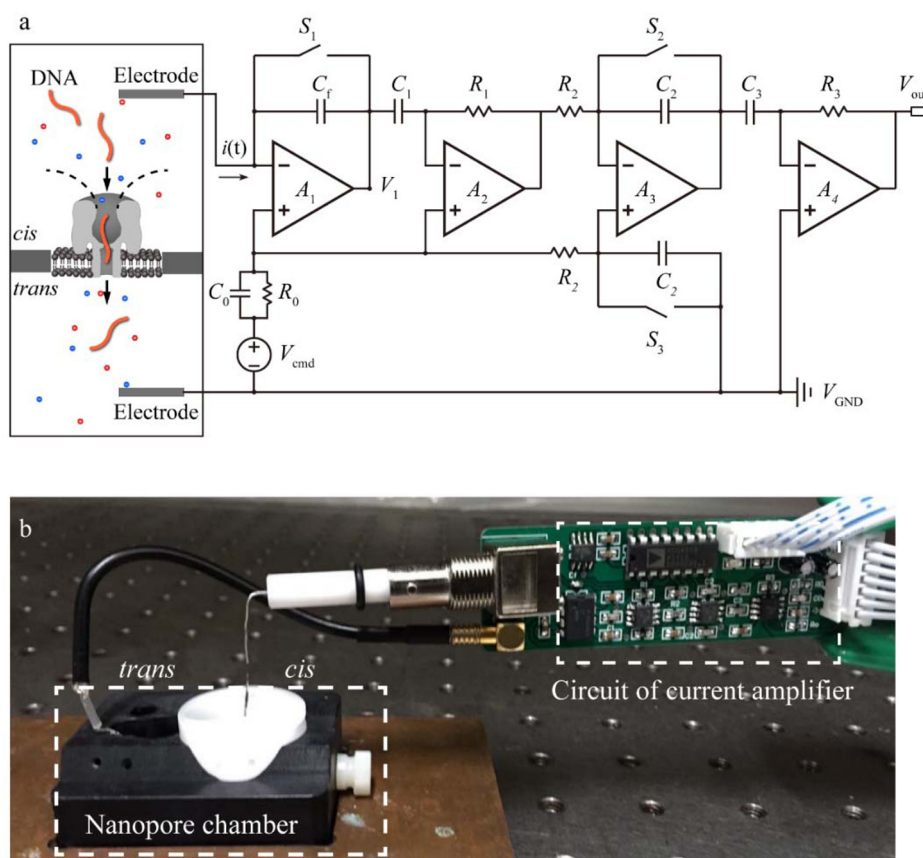 a
S1 S2
DNA Electrode
Cf C1 R1 R2 C2 C3 R3 Vou
i(t)
A1 V1 A2 A3 A4
cis
trans
C0 R0 R2 C2
S3
Vcmd
Electrode VGND
b
trans cis
Circuit of current amplifier
Nanopore chamber